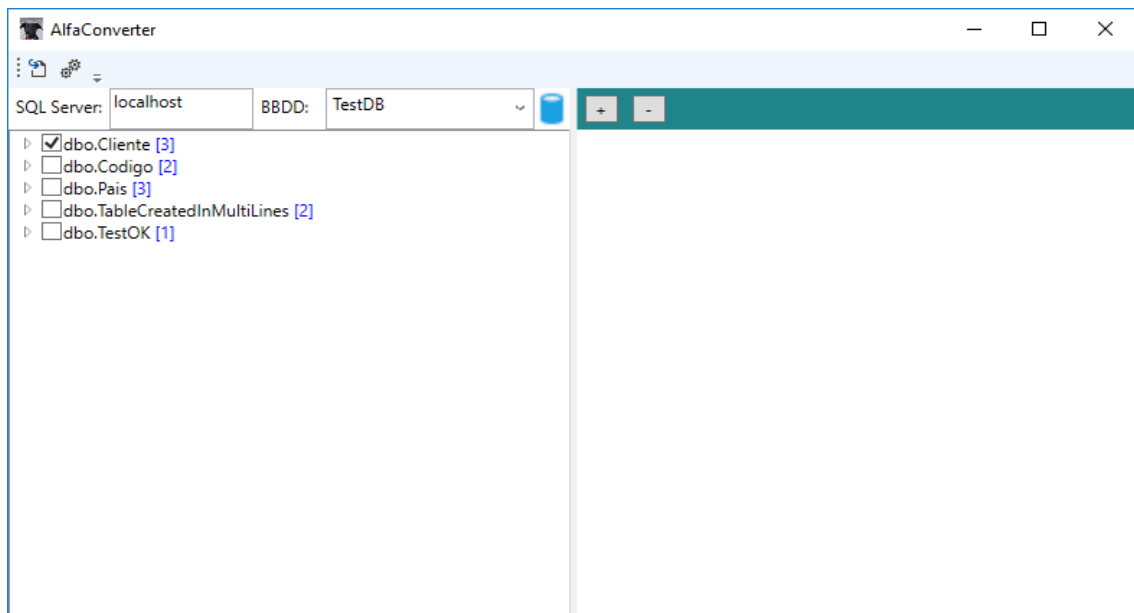 AlfaConverter
SQL Server: localhost BBDD: TestDB + -
dbo.Cliente [3]
dbo.Codigo [2]
dbo.Pais [3]
dbo.TableCreatedInMultiLines [2]
dbo.TestOK [1]